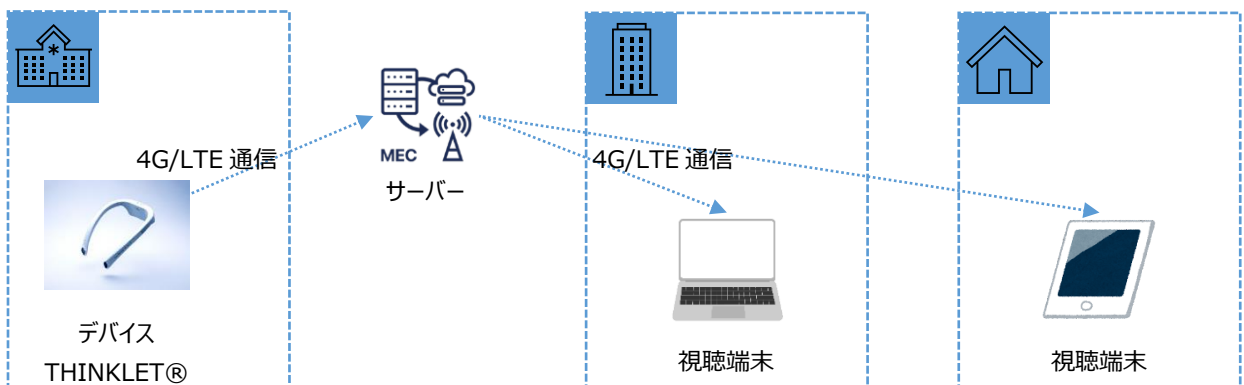 4G/LTE 通信
デバイス
THINKLET®
MEC
サーバー
4G/LTE 通信
視聴端末
視聴端末